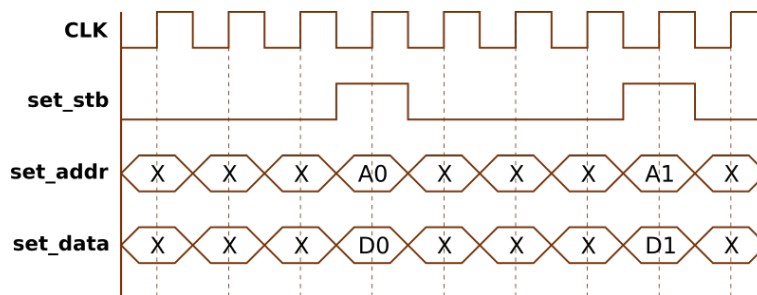 CLK
set_stb
set_addr X X X A0 X X X A1 X
set_data X X X D0 X X X D1 X